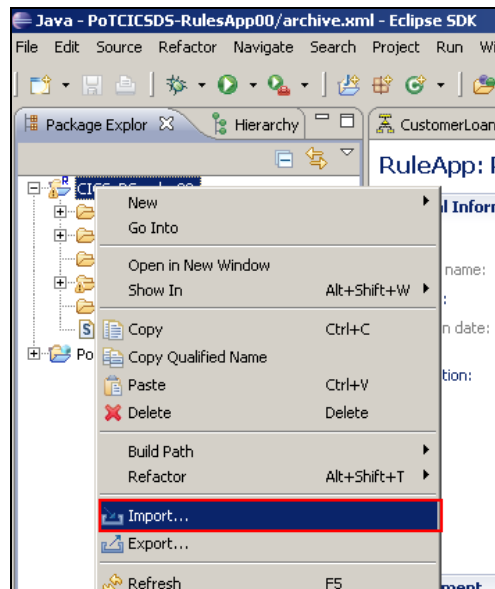 Java - PoTCICSDS-RulesApp00/archive.xml - Eclipse SDK
File Edit Source Refactor Navigate Search Project Run
Package Explor Hierarchy CustomerLoan
RuleApp:
New
Go Into
Open in New Window
name:
Show In Alt+Shift+W
n date:
Copy Ctrl+C
Po Copy Qualified Name
tion:
Paste Ctrl+V
Delete Delete
Build Path
Refactor Alt+Shift+T
Import...
Export...
Refresh F5